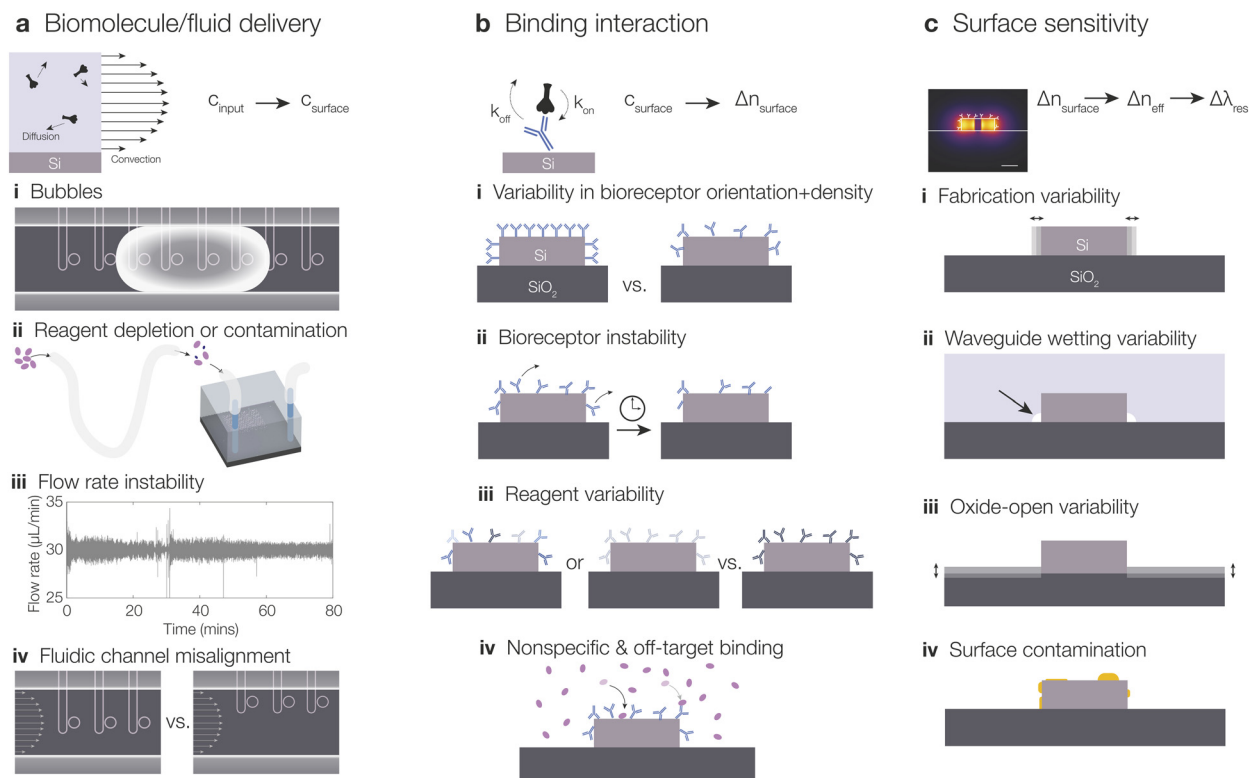 a Biomolecule/fluid delivery
Diffusion
Convection
Si
c_input → c_surface
i Bubbles
ii Reagent depletion or contamination
iii Flow rate instability
Flow rate (µL/min)
35
30
25
0 20 40 60 80
Time (mins)
iv Fluidic channel misalignment
vs.
b Binding interaction
k_off
k_on
Si
c_surface → Δn_surface
i Variability in bioreceptor orientation+density
Si
SiO₂
vs.
ii Bioreceptor instability
iii Reagent variability
or
vs.
iv Nonspecific & off-target binding
c Surface sensitivity
Δn_surface → Δn_eff → Δλ_res
i Fabrication variability
Si
SiO₂
ii Waveguide wetting variability
iii Oxide-open variability
iv Surface contamination